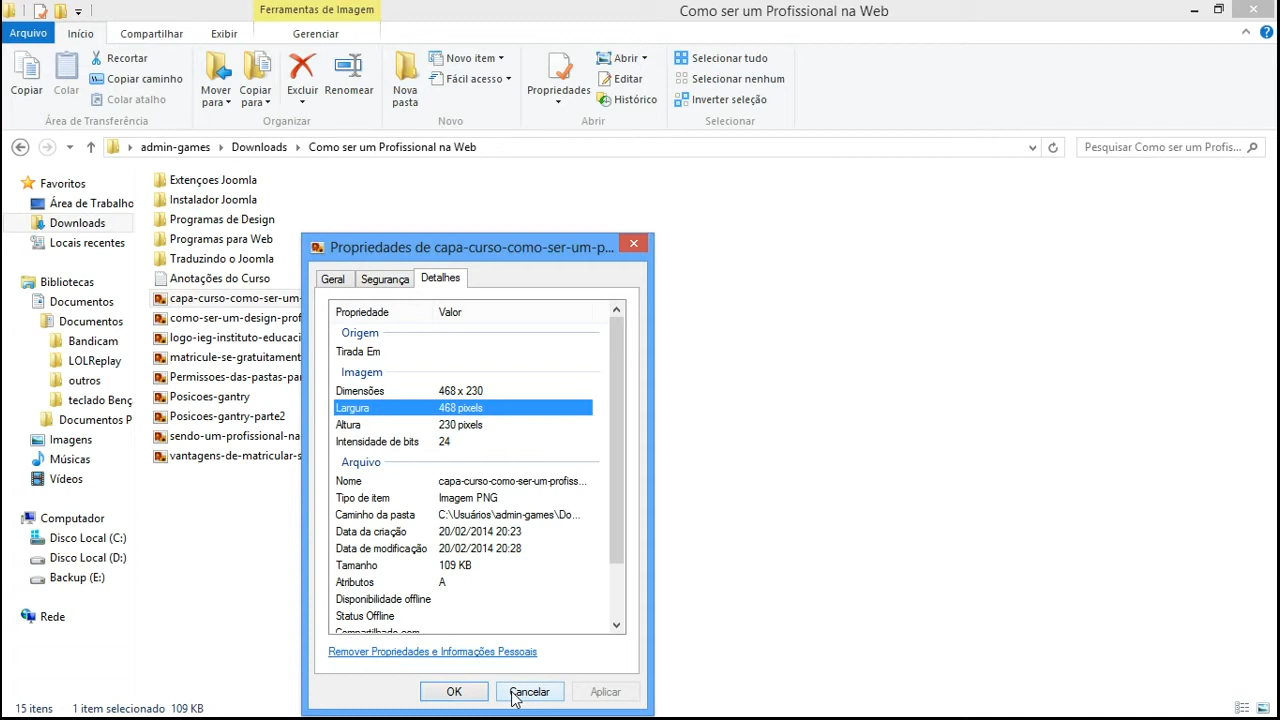 Ferramentas de Imagem
Como ser um Profissional na Web
Arquivo Início Compartilhar Exibir Gerenciar
Copiar
Colar
Recortar
Copiar caminho
Colar atalho
Área de Transferência
Mover para
Copiar para
Excluir
Renomear
Organizar
Nova pasta
Novo item
Fácil acesso
Novo
Propriedades
Abrir
Editar
Histórico
Abrir
Selecionar tudo
Selecionar nenhum
Inverter seleção
Selecionar
admin-games Downloads Como ser um Profissional na Web
Pesquisar Como ser um Profis...
Favoritos
Área de Trabalho
Downloads
Locais recentes
Bibliotecas
Documentos
Documentos
Bandicam
LOLReplay
outros
teclado Benç
Documentos P
Imagens
Músicas
Vídeos
Computador
Disco Local (C:)
Disco Local (D:)
Backup (E:)
Rede
Extençoes Joomla
Instalador Joomla
Programas de Design
Programas para Web
Traduzindo o Joomla
Anotações do Curso
capa-curso-como-ser-um-
como-ser-um-design-prof
logo-ieg-instituto-educaci
matricule-se-gratuitament
Permissoes-das-pastas-par
Posicoes-gantry
Posicoes-gantry-parte2
sendo-um-profissional-na
vantagens-de-matricular-s
Propriedades de capa-curso-como-ser-um-p...
Geral Segurança Detalhes
Propriedade Valor
Origem
Tirada Em
Imagem
Dimensões 468 x 230
Largura 468 pixels
Altura 230 pixels
Intensidade de bits 24
Arquivo
Nome capa-curso-como-ser-um-profiss...
Tipo de item Imagem PNG
Caminho da pasta C:\Usuários\admin-games\Do...
Data da criação 20/02/2014 20:23
Data de modificação 20/02/2014 20:28
Tamanho 109 KB
Atributos A
Disponibilidade offline
Status Offline
Compartilhado com
Remover Propriedades e Informações Pessoais
OK Cancelar Aplicar
15 itens 1 item selecionado 109 KB